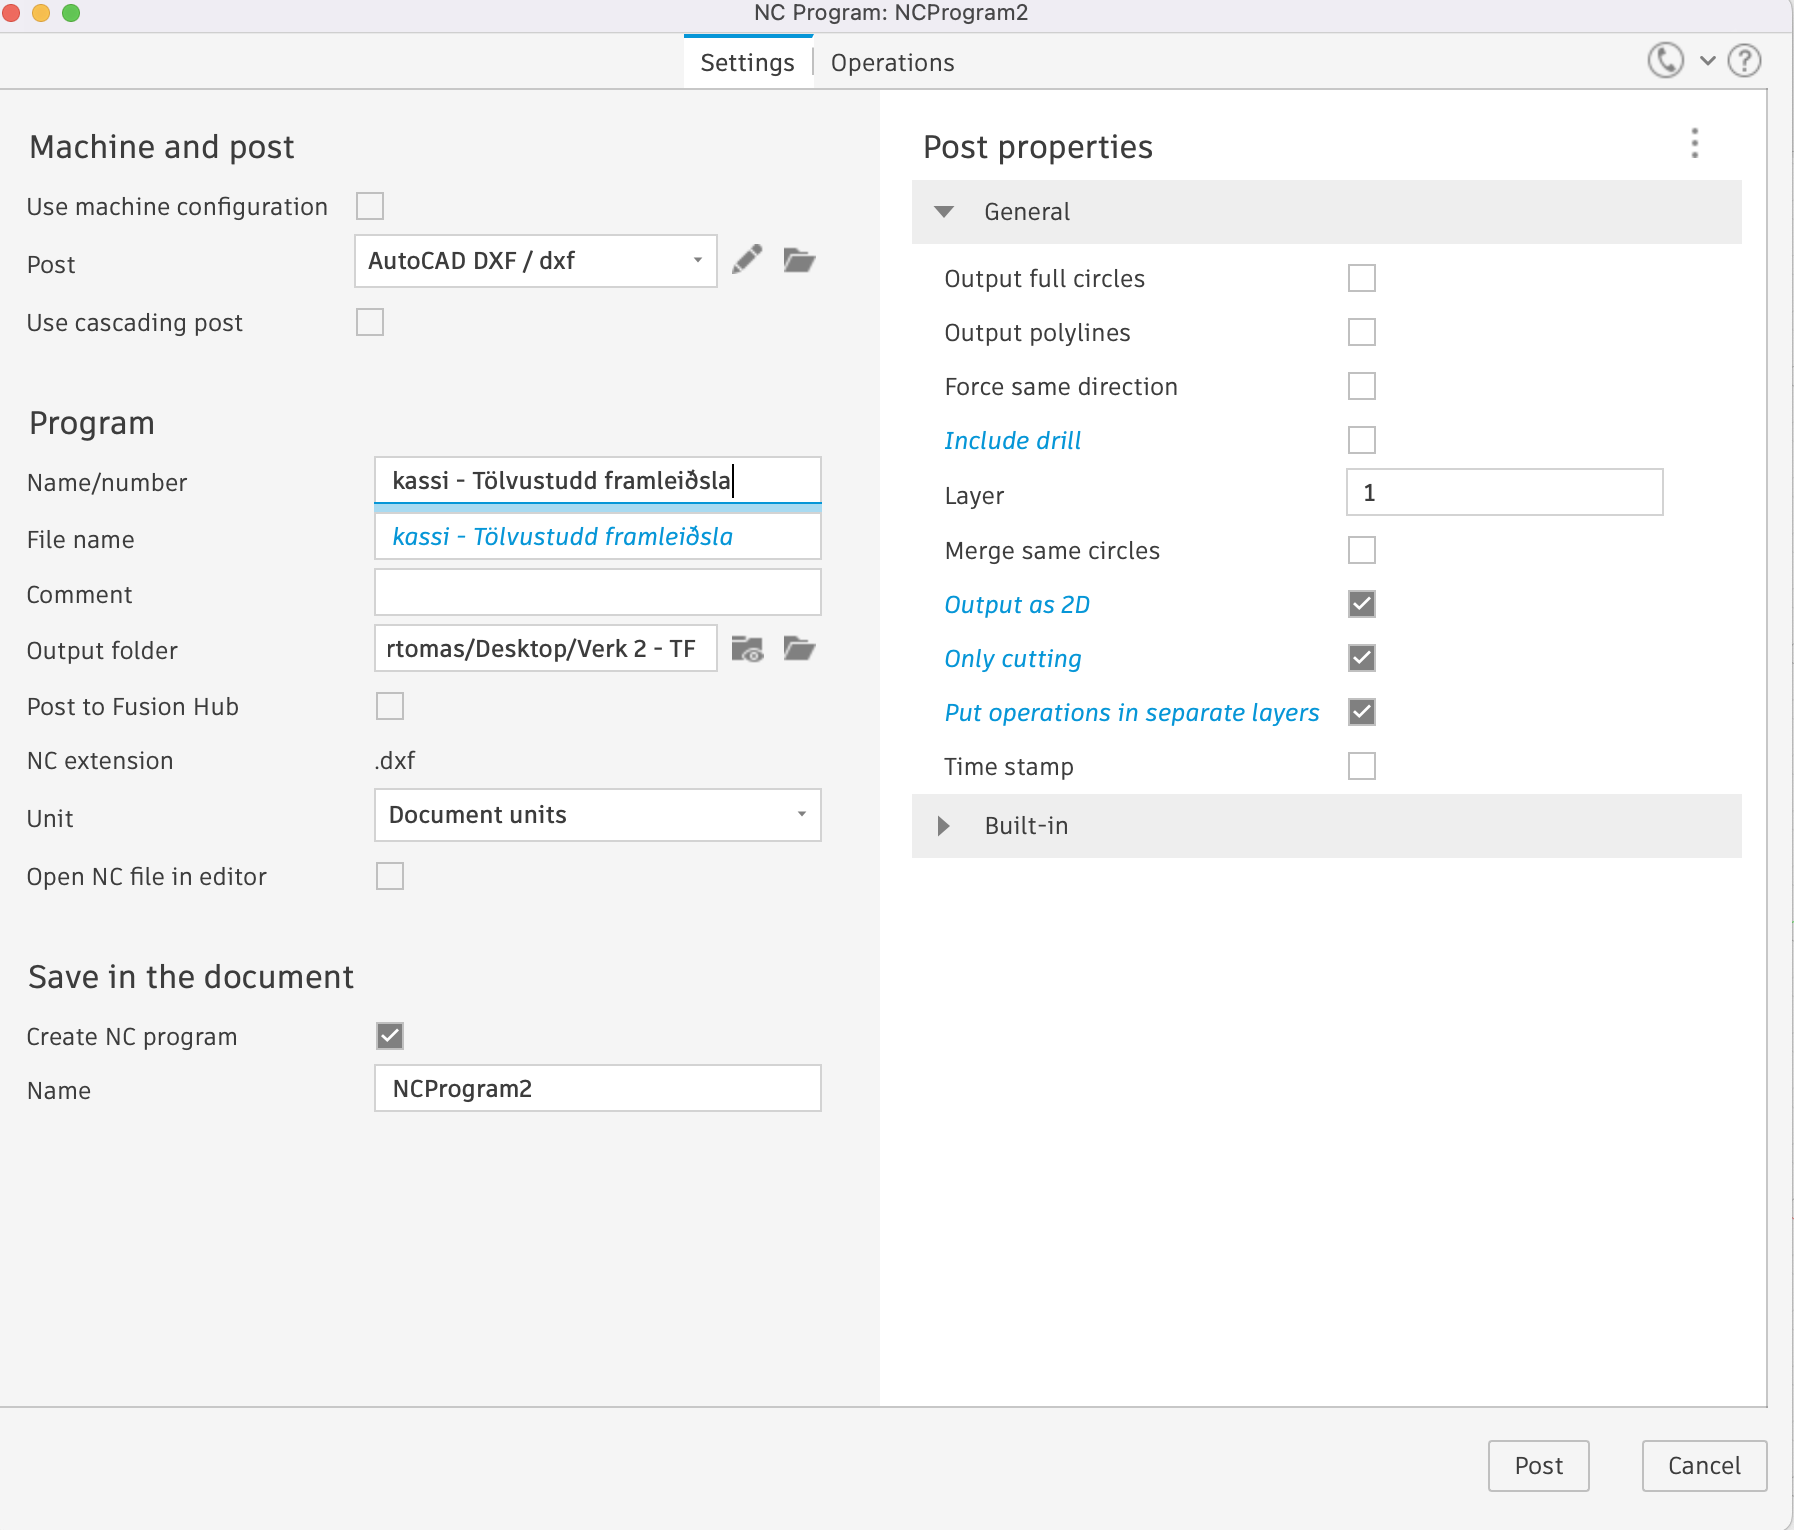 NC Program: NCProgram2
Settings
Operations
Machine and post
Use machine configuration
Post
AutoCAD DXF / dxf
Use cascading post
Program
Name/number
kassi - Tölvustudd framleiðsla
File name
kassi - Tölvustudd framleiðsla
Comment
Output folder
rtomas/Desktop/Verk 2 - TF
Post to Fusion Hub
NC extension
.dxf
Unit
Document units
Open NC file in editor
Save in the document
Create NC program
Name
NCProgram2
Post properties
General
Output full circles
Output polylines
Force same direction
Include drill
Layer
1
Merge same circles
Output as 2D
Only cutting
Put operations in separate layers
Time stamp
Built-in
Post
Cancel